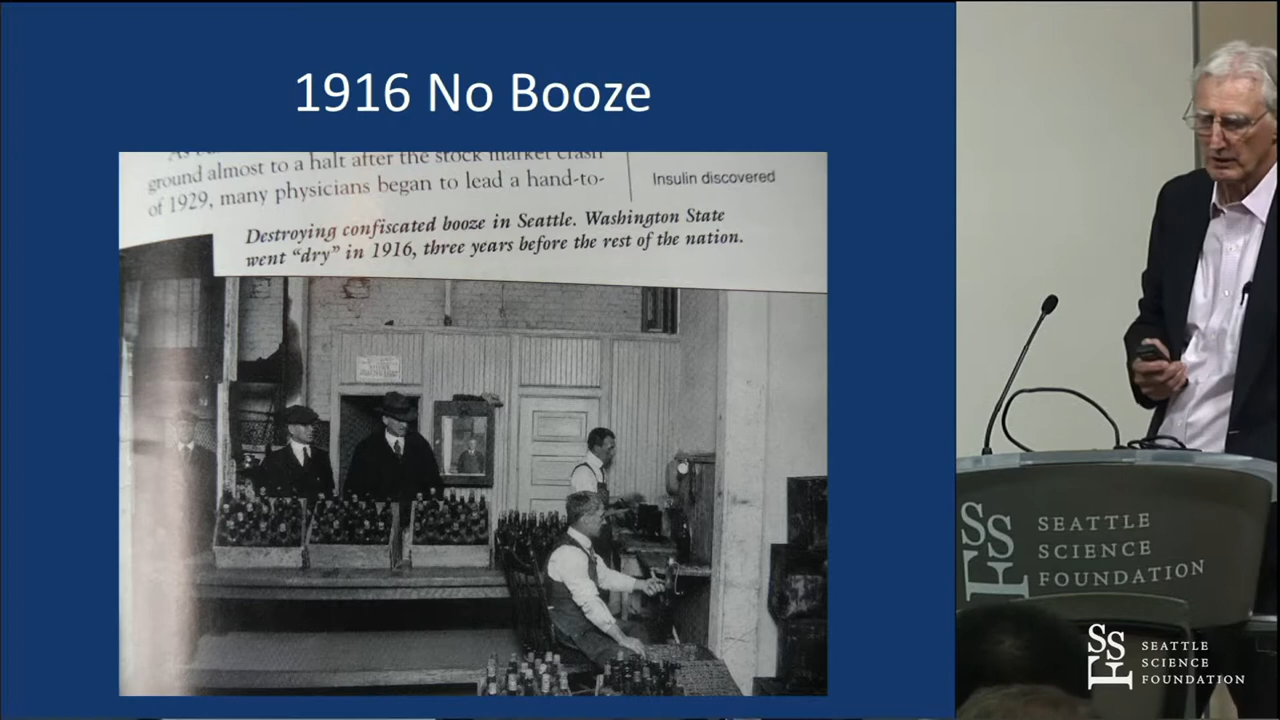 1916 No Booze
ground almost to a halt after the stock market crash
of 1929, many physicians began to lead a hand-to-
Insulin discovered
Destroying confiscated booze in Seattle. Washington State
went “dry” in 1916, three years before the rest of the nation.
SSF SEATTLE
SCIENCE
FOUNDATION
SSF SEATTLE
SCIENCE
FOUNDATION